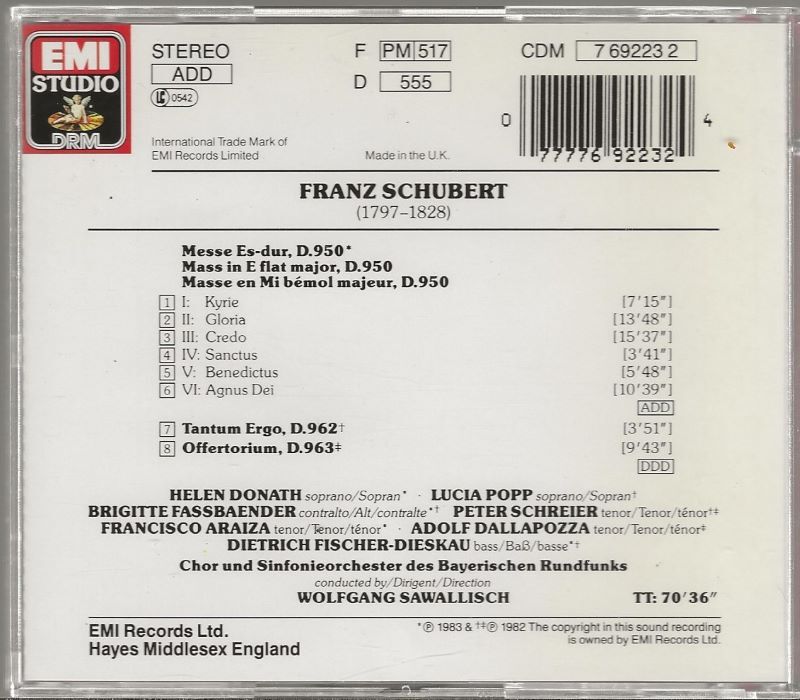 EMI
STUDIO
DRM
STEREO
ADD
LC 0542
F PM 517
D 555
CDM 7 69223 2
0 77776 92232 4
International Trade Mark of
EMI Records Limited
Made in the U.K.
FRANZ SCHUBERT
(1797–1828)
Messe Es-dur, D.950*
Mass in E flat major, D.950
Masse en Mi bémol majeur, D.950
1 I: Kyrie [7'15"]
2 II: Gloria [13'48"]
3 III: Credo [15'37"]
4 IV: Sanctus [3'41"]
5 V: Benedictus [5'48"]
6 VI: Agnus Dei [10'39"]
ADD
7 Tantum Ergo, D.962† [3'51"]
8 Offertorium, D.963‡ [9'43"]
DDD
HELEN DONATH soprano/Sopran* · LUCIA POPP soprano/Sopran†
BRIGITTE FASSBAENDER contralto/Alt/contralte*† PETER SCHREIER tenor/Tenor/ténor†‡
FRANCISCO ARAIZA tenor/Tenor/ténor* · ADOLF DALLAPOZZA tenor/Tenor/ténor‡
DIETRICH FISCHER-DIESKAU bass/Baß/basse*†
Chor und Sinfonieorchester des Bayerischen Rundfunks
conducted by/Dirigent/Direction
WOLFGANG SAWALLISCH TT: 70'36"
EMI Records Ltd.
Hayes Middlesex England
*℗ 1983 & †‡℗ 1982 The copyright in this sound recording
is owned by EMI Records Ltd.